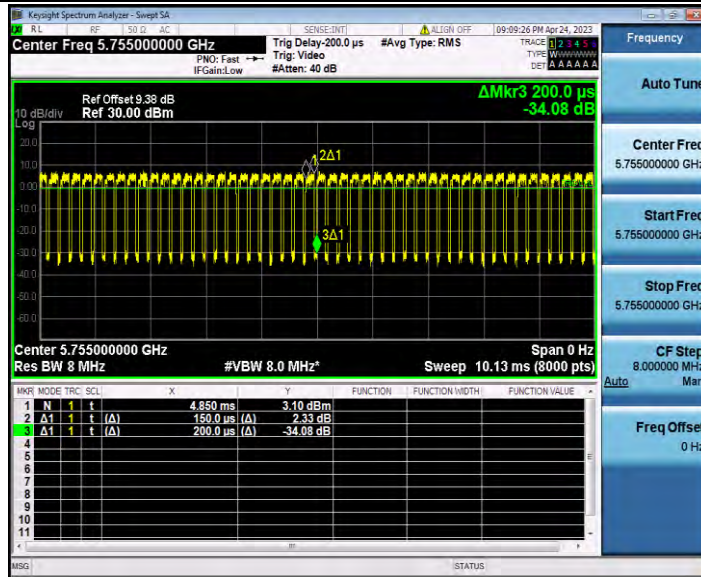 Keysight Spectrum Analyzer - Swept SA
RL RF 50 Ω AC SENSE:INT ALIGN OFF 09:09:26 PM Apr 24, 2023
Center Freq 5.755000000 GHz
PNO: Fast
IFGain:Low
Trig Delay-200.0 µs
Trig: Video
#Atten: 40 dB
#Avg Type: RMS
TRACE 1 2 3 4 5 6
TYPE W
DET A A A A A A
Frequency
ΔMkr3 200.0 µs
-34.08 dB
Ref Offset 9.38 dB
10 dB/div Ref 30.00 dBm
Log
20.0
10.0
0.00
-10.0
-20.0
-30.0
-40.0
-50.0
-60.0
1 2Δ1
3Δ1
Center 5.755000000 GHz Span 0 Hz
Res BW 8 MHz #VBW 8.0 MHz* Sweep 10.13 ms (8000 pts)
MKR MODE TRC SCL X Y FUNCTION FUNCTION WIDTH FUNCTION VALUE
1 N 1 t 4.850 ms 3.10 dBm
2 Δ1 1 t (Δ) 150.0 µs (Δ) 2.33 dB
3 Δ1 1 t (Δ) 200.0 µs (Δ) -34.08 dB
4
5
6
7
8
9
10
11
MSG STATUS
Auto Tune
Center Freq
5.755000000 GHz
Start Freq
5.755000000 GHz
Stop Freq
5.755000000 GHz
CF Step
8.000000 MHz
Auto Man
Freq Offset
0 Hz